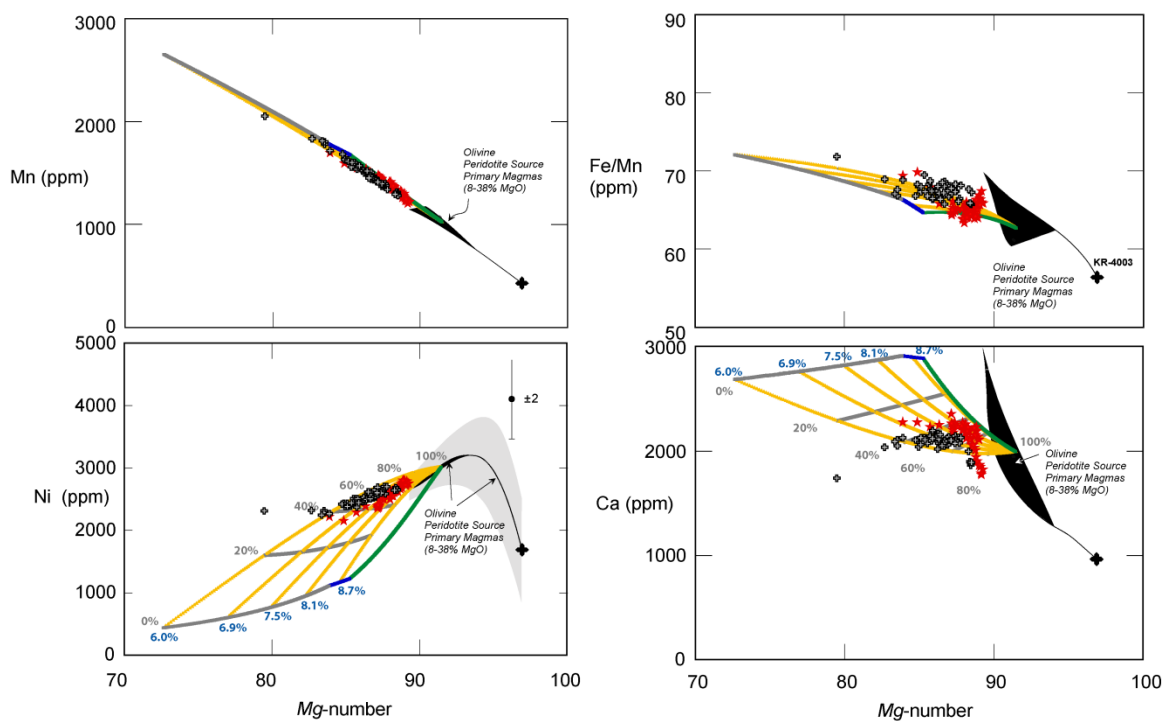 3000
2000
1000
0
Mn (ppm)
Olivine
Peridotite Source
Primary Magmas
(8-38% MgO)
90
80
70
60
50
Fe/Mn
(ppm)
KR-4003
Olivine
Peridotite Source
Primary Magmas
(8-38% MgO)
5000
4000
3000
2000
1000
0
Ni (ppm)
±2
100%
80%
60%
40%
20%
0%
6.0%
6.9%
7.5%
8.1%
8.7%
Olivine
Peridotite Source
Primary Magmas
(8-38% MgO)
70
80
90
100
Mg-number
3000
2000
1000
0
Ca (ppm)
6.0%
6.9%
7.5%
8.1%
8.7%
0%
20%
40%
60%
80%
100%
Olivine
Peridotite Source
Primary Magmas
(8-38% MgO)
70
80
90
100
Mg-number